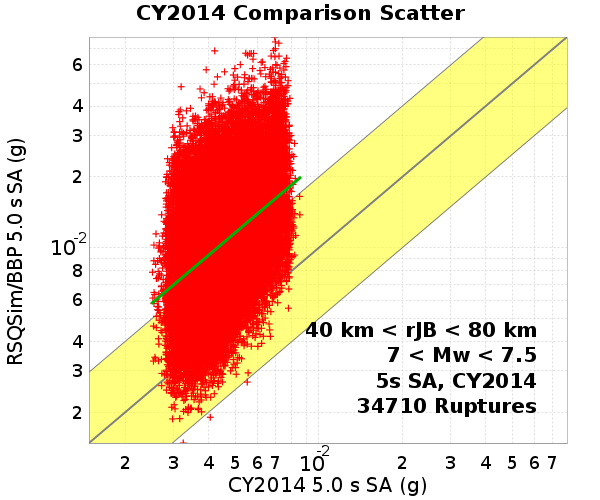 CY2014 Comparison Scatter
RSQSim/BBP 5.0 s SA (g)
6
4
3
2
10-2
8
6
4
3
2
40 km < rJB < 80 km
7 < Mw < 7.5
5s SA, CY2014
34710 Ruptures
2 3 4 5 6 7 10-2 2 3 4 5 6 7
CY2014 5.0 s SA (g)